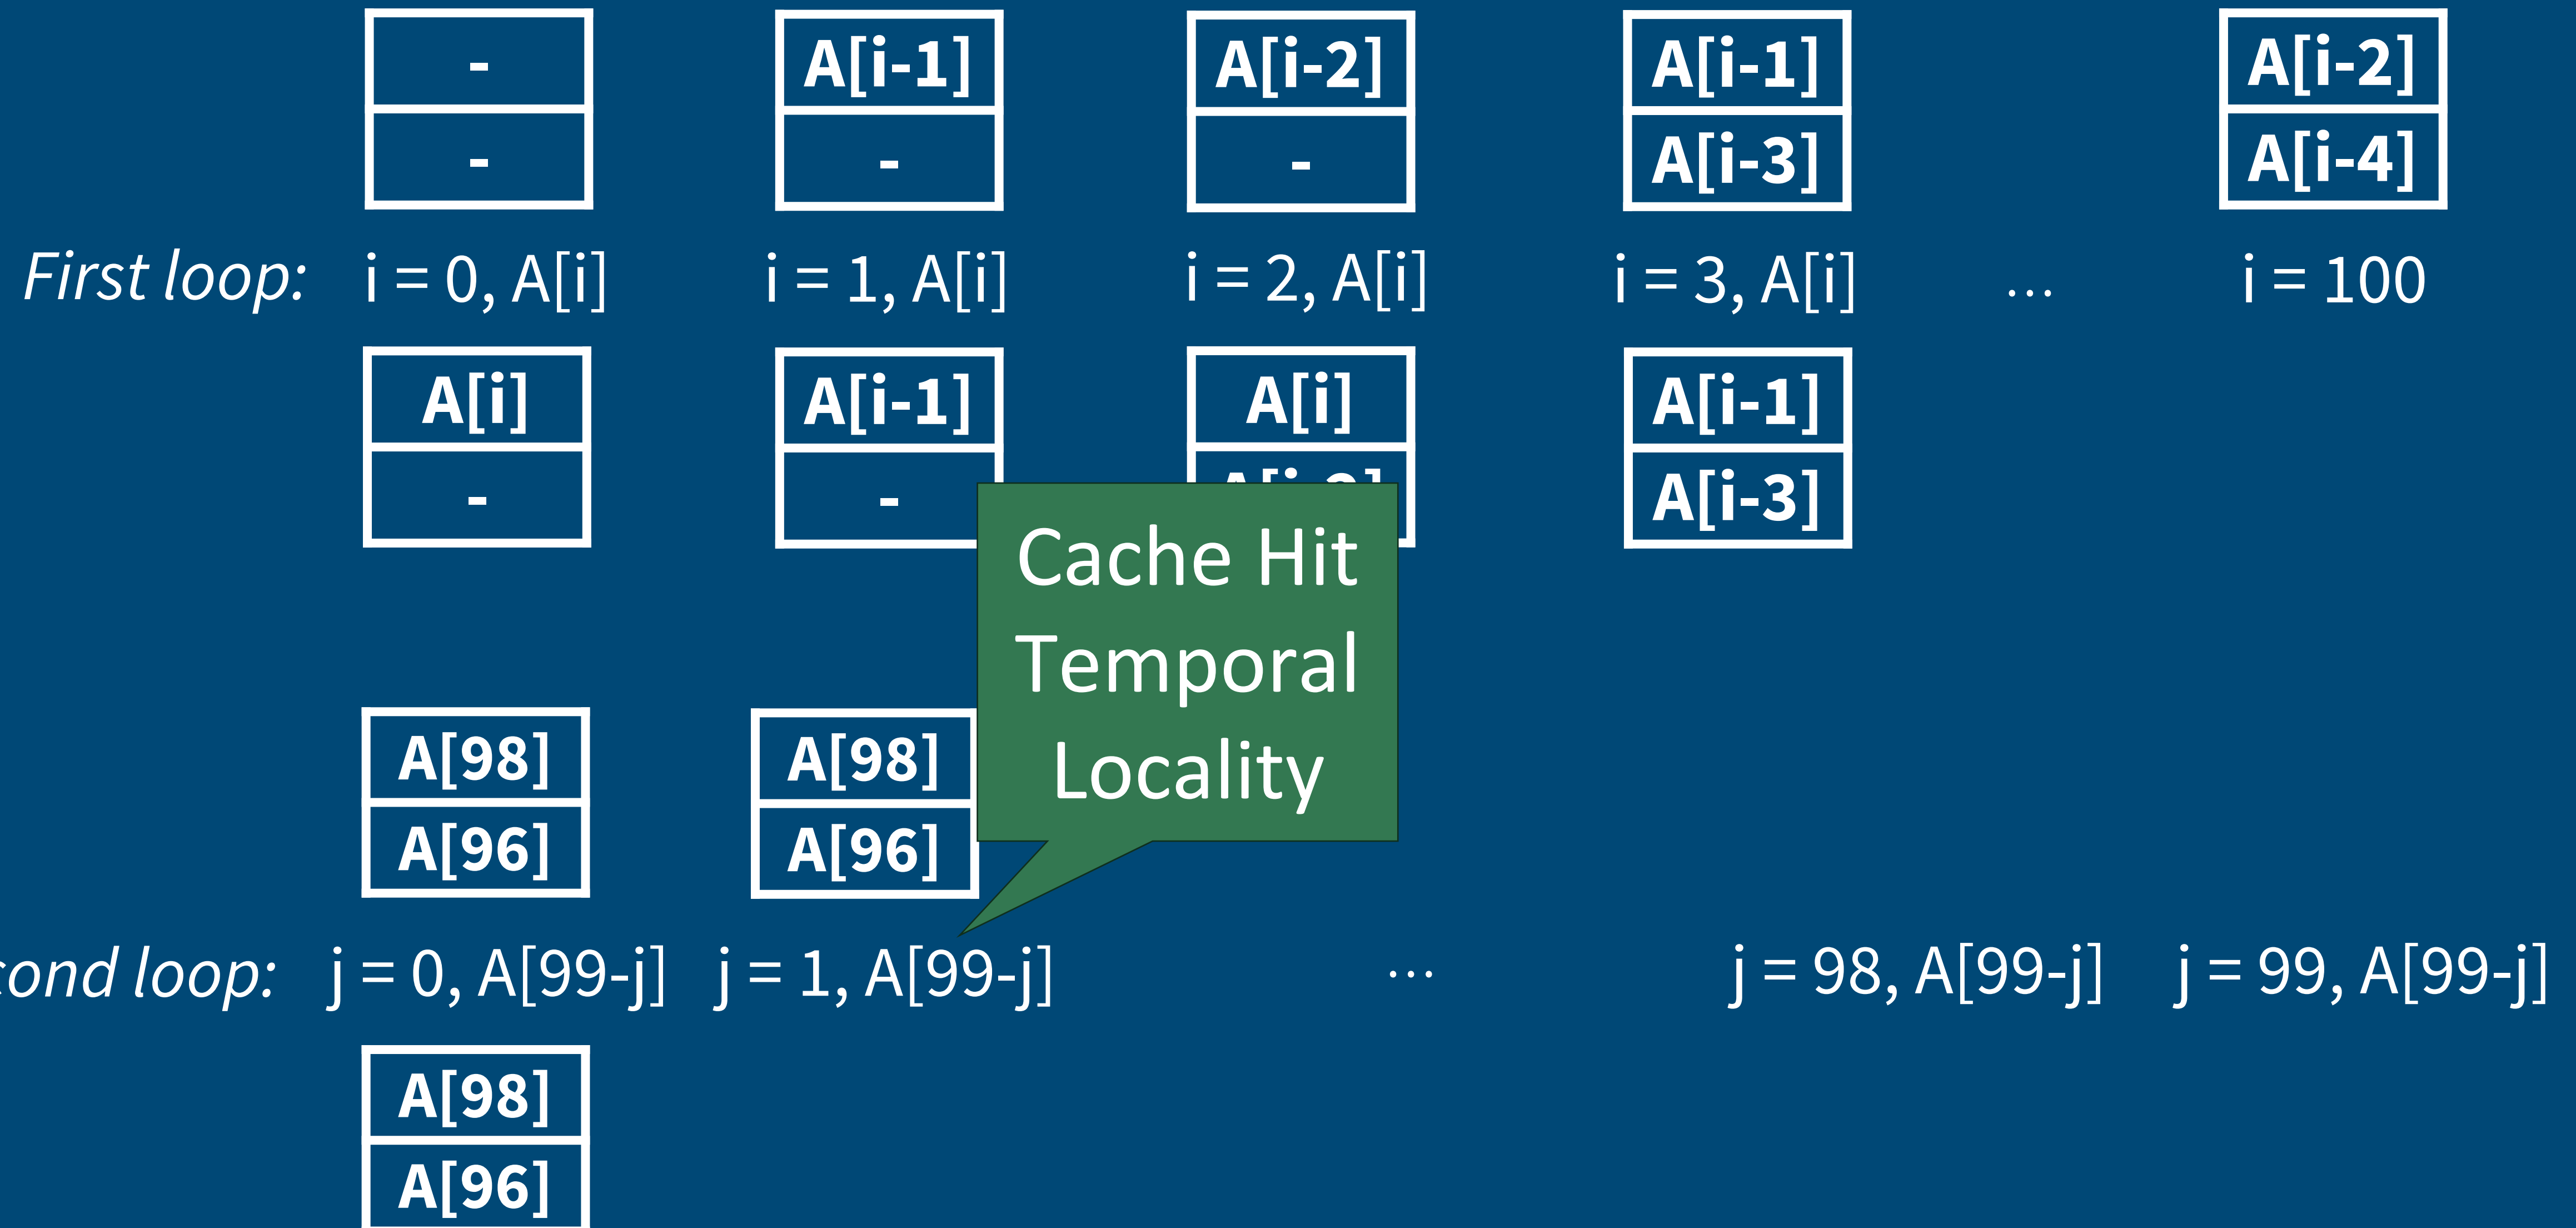 -
A[i-1]
A[i-2]
A[i-1]
A[i-2]
-
-
-
A[i-3]
A[i-4]
First loop:
i = 0, A[i]
i = 1, A[i]
i = 2, A[i]
i = 3, A[i]
...
i = 100
A[i]
A[i-1]
A[i]
A[i-1]
-
-
A[i-3]
Cache Hit
Temporal
Locality
A[98]
A[98]
A[96]
A[96]
loop:
j = 0, A[99-j]
j = 1, A[99-j]
...
j = 98, A[99-j]
j = 99, A[99-j]
A[98]
A[96]